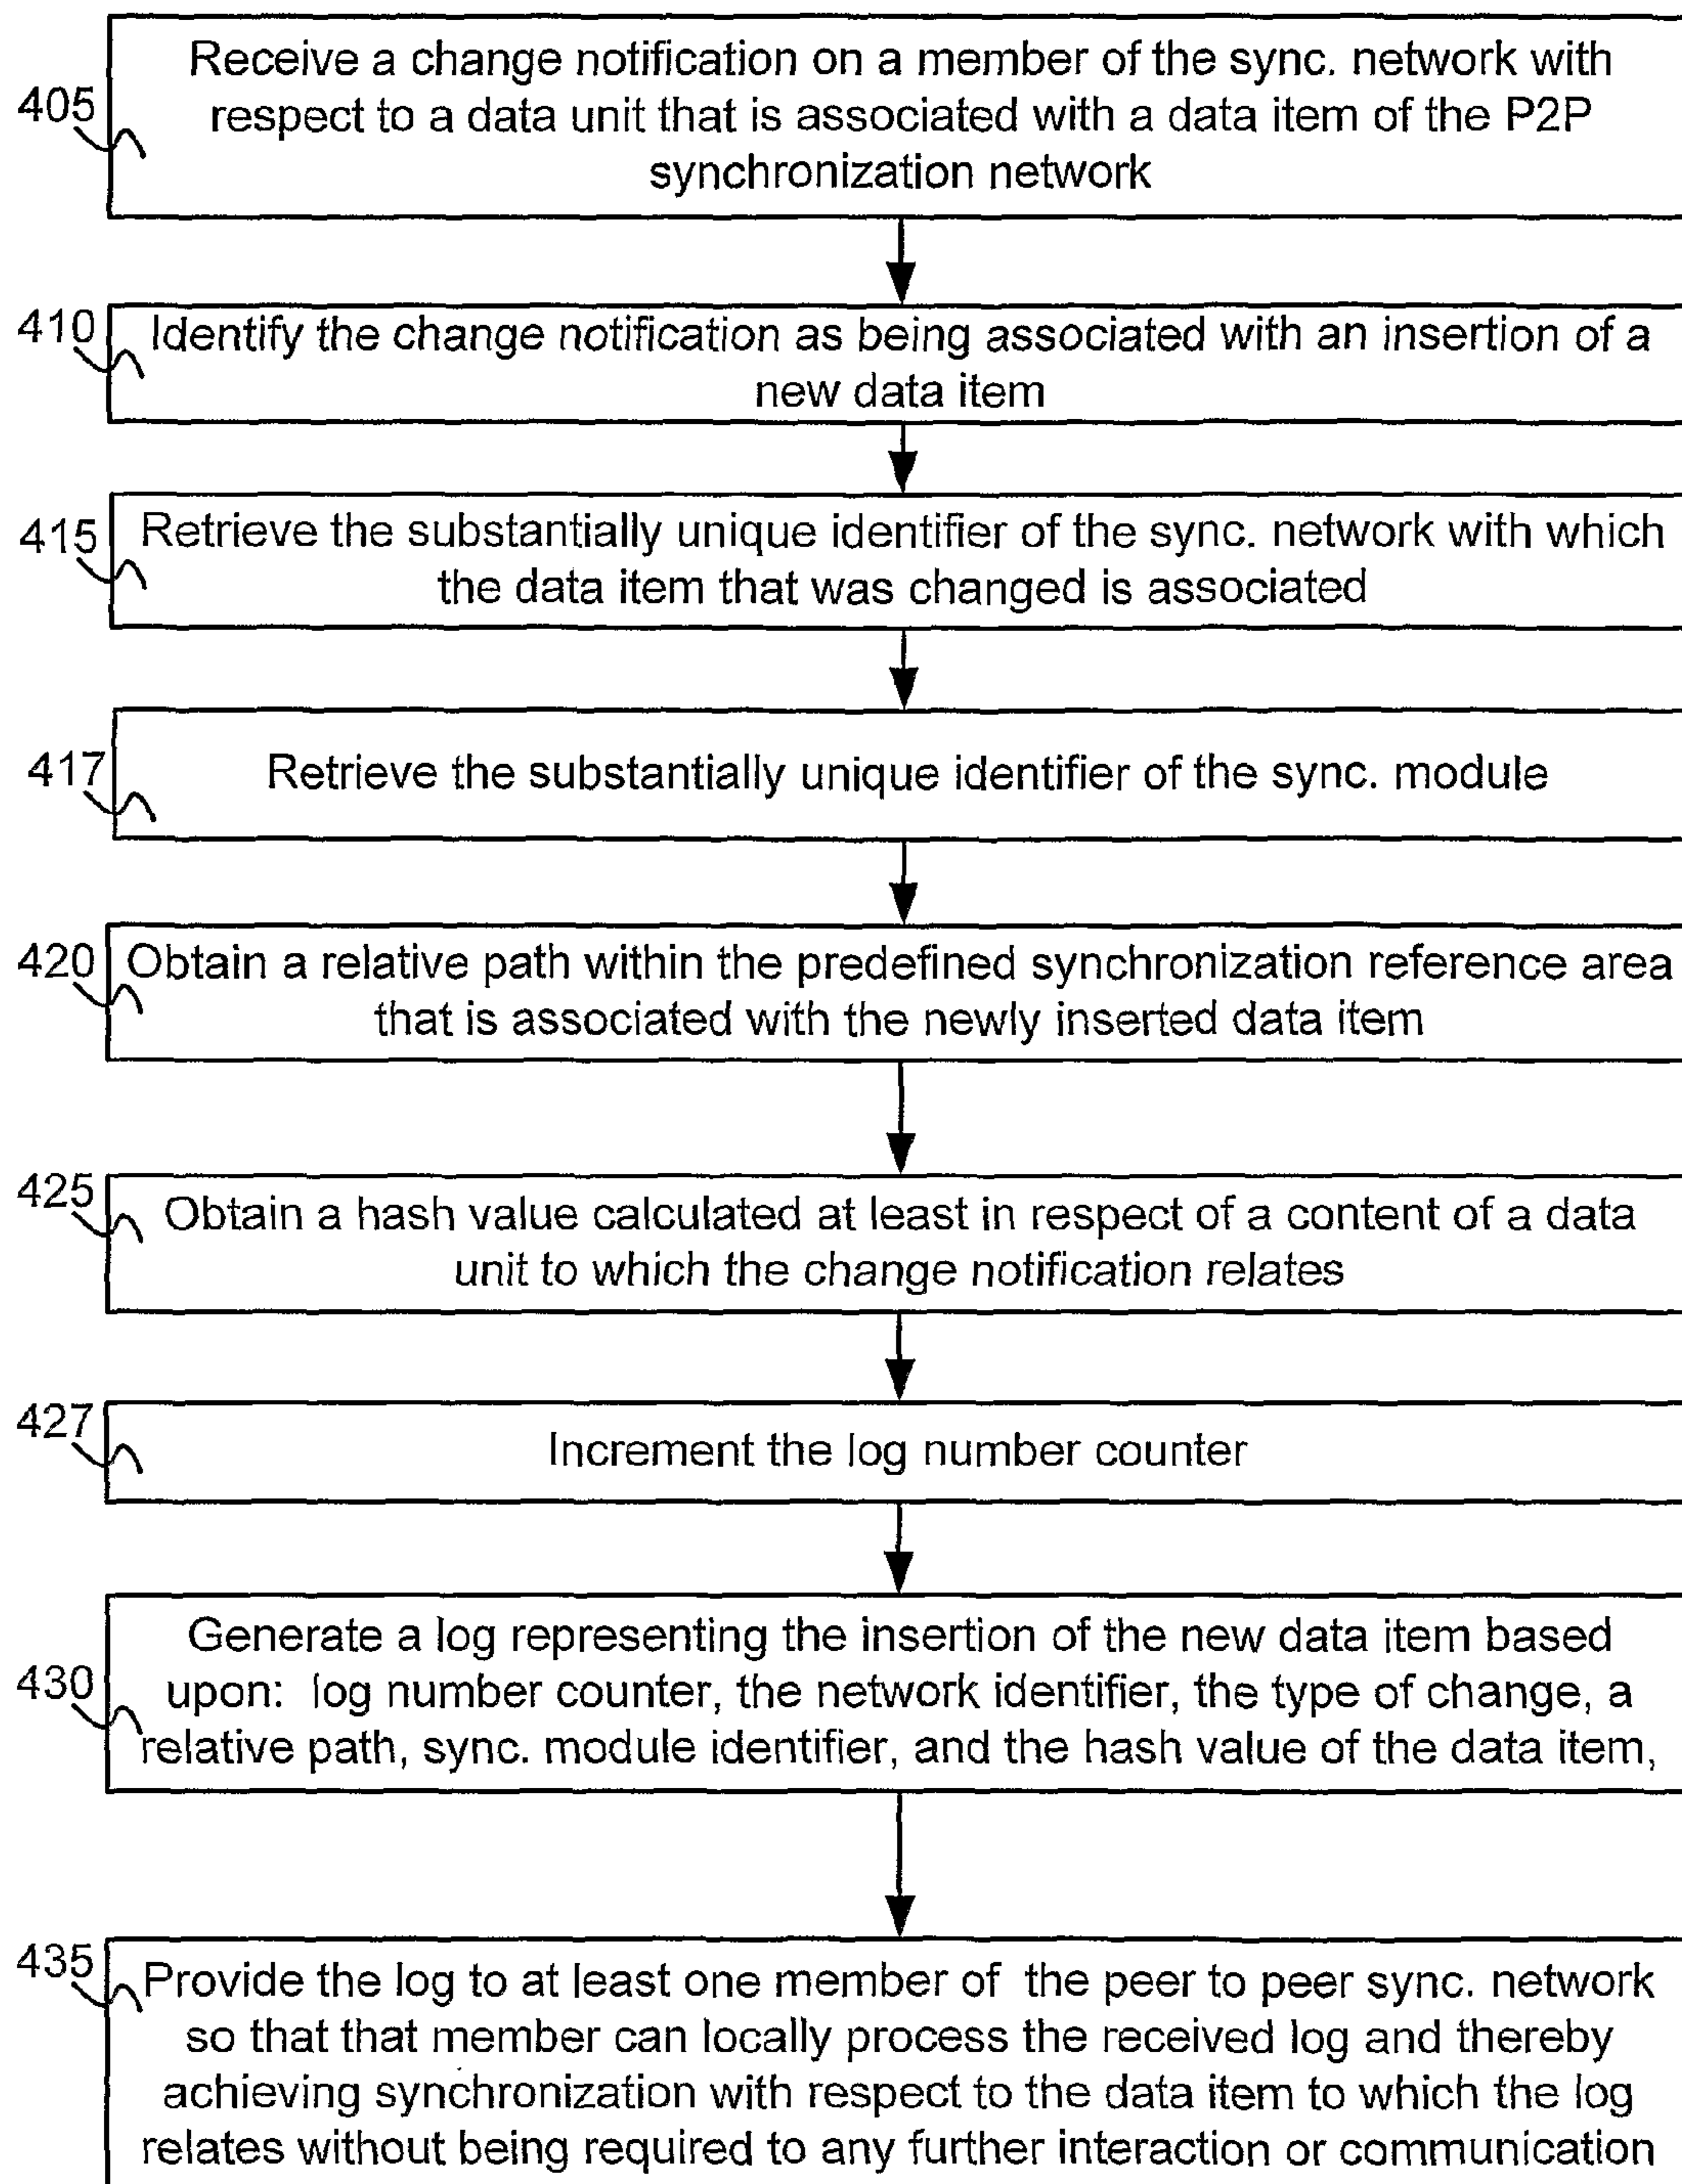 405
Receive a change notification on a member of the sync. network with
respect to a data unit that is associated with a data item of the P2P
synchronization network
410
Identify the change notification as being associated with an insertion of a
new data item
415
Retrieve the substantially unique identifier of the sync. network with which
the data item that was changed is associated
417
Retrieve the substantially unique identifier of the sync. module
420
Obtain a relative path within the predefined synchronization reference area
that is associated with the newly inserted data item
425
Obtain a hash value calculated at least in respect of a content of a data
unit to which the change notification relates
427
Increment the log number counter
430
Generate a log representing the insertion of the new data item based
upon: log number counter, the network identifier, the type of change, a
relative path, sync. module identifier, and the hash value of the data item,
435
Provide the log to at least one member of the peer to peer sync. network
so that that member can locally process the received log and thereby
achieving synchronization with respect to the data item to which the log
relates without being required to any further interaction or communication